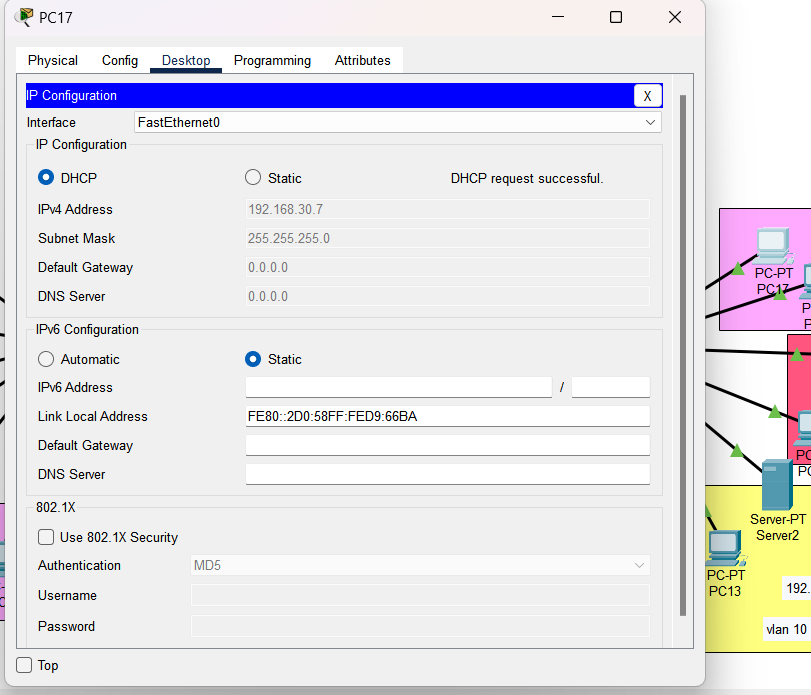 PC17
Physical Config Desktop Programming Attributes
IP Configuration X
Interface FastEthernet0
IP Configuration
DHCP Static DHCP request successful.
IPv4 Address 192.168.30.7
Subnet Mask 255.255.255.0
Default Gateway 0.0.0.0
DNS Server 0.0.0.0
IPv6 Configuration
Automatic Static
IPv6 Address /
Link Local Address FE80::2D0:58FF:FED9:66BA
Default Gateway
DNS Server
802.1X
Use 802.1X Security
Authentication MD5
Username
Password
Top
PC-PT
PC17
Server-PT
Server2
PC-PT
PC13
192.
vlan 10